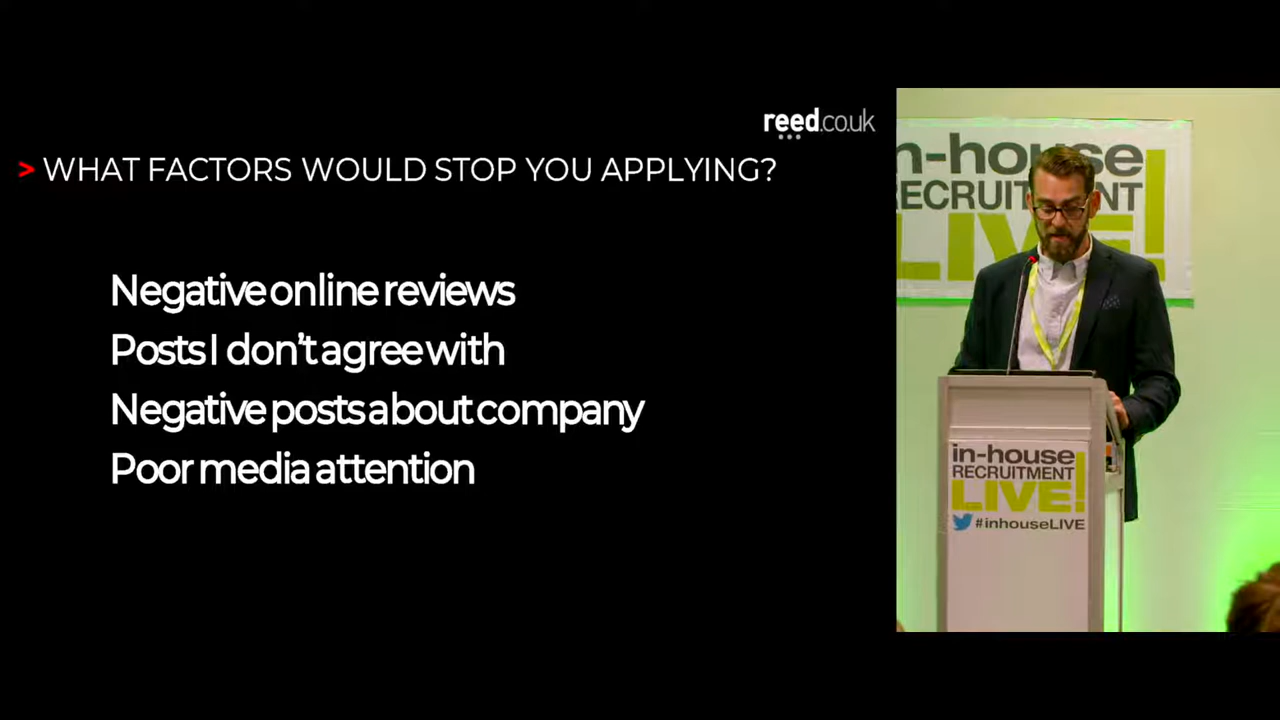 reed.co.uk
> WHAT FACTORS WOULD STOP YOU APPLYING?
Negative online reviews
Posts I don't agree with
Negative posts about company
Poor media attention
n-house
RECRUITMENT
LIVE!
in-house
RECRUITMENT
LIVE!
#inhouseLIVE